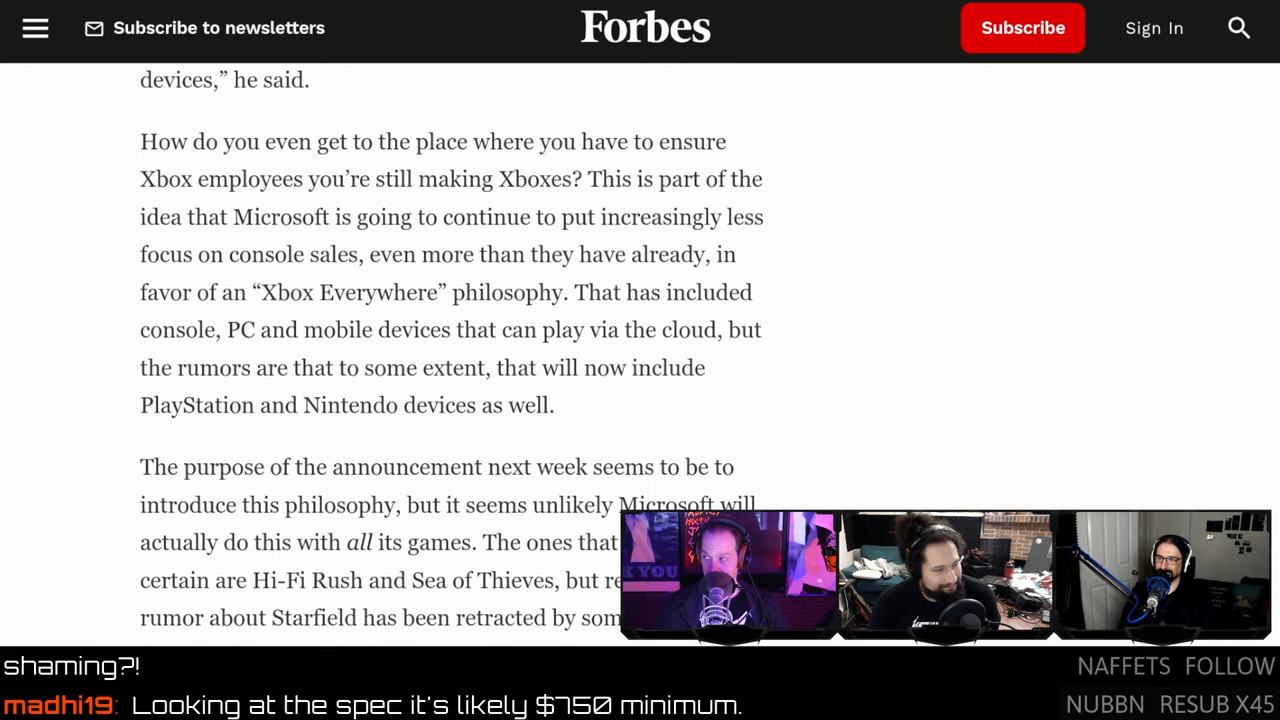 Subscribe to newsletters
Forbes
Subscribe
Sign In
devices,” he said.
How do you even get to the place where you have to ensure
Xbox employees you’re still making Xboxes? This is part of the
idea that Microsoft is going to continue to put increasingly less
focus on console sales, even more than they have already, in
favor of an “Xbox Everywhere” philosophy. That has included
console, PC and mobile devices that can play via the cloud, but
the rumors are that to some extent, that will now include
PlayStation and Nintendo devices as well.
The purpose of the announcement next week seems to be to
introduce this philosophy, but it seems unlikely Microsoft will
actually do this with all its games. The ones that
certain are Hi-Fi Rush and Sea of Thieves, but
rumor about Starfield has been retracted by
shaming?!
madhi19: Looking at the spec it's likely $750 minimum.
NAFFETS FOLLOW
NUBBN RESUB X45